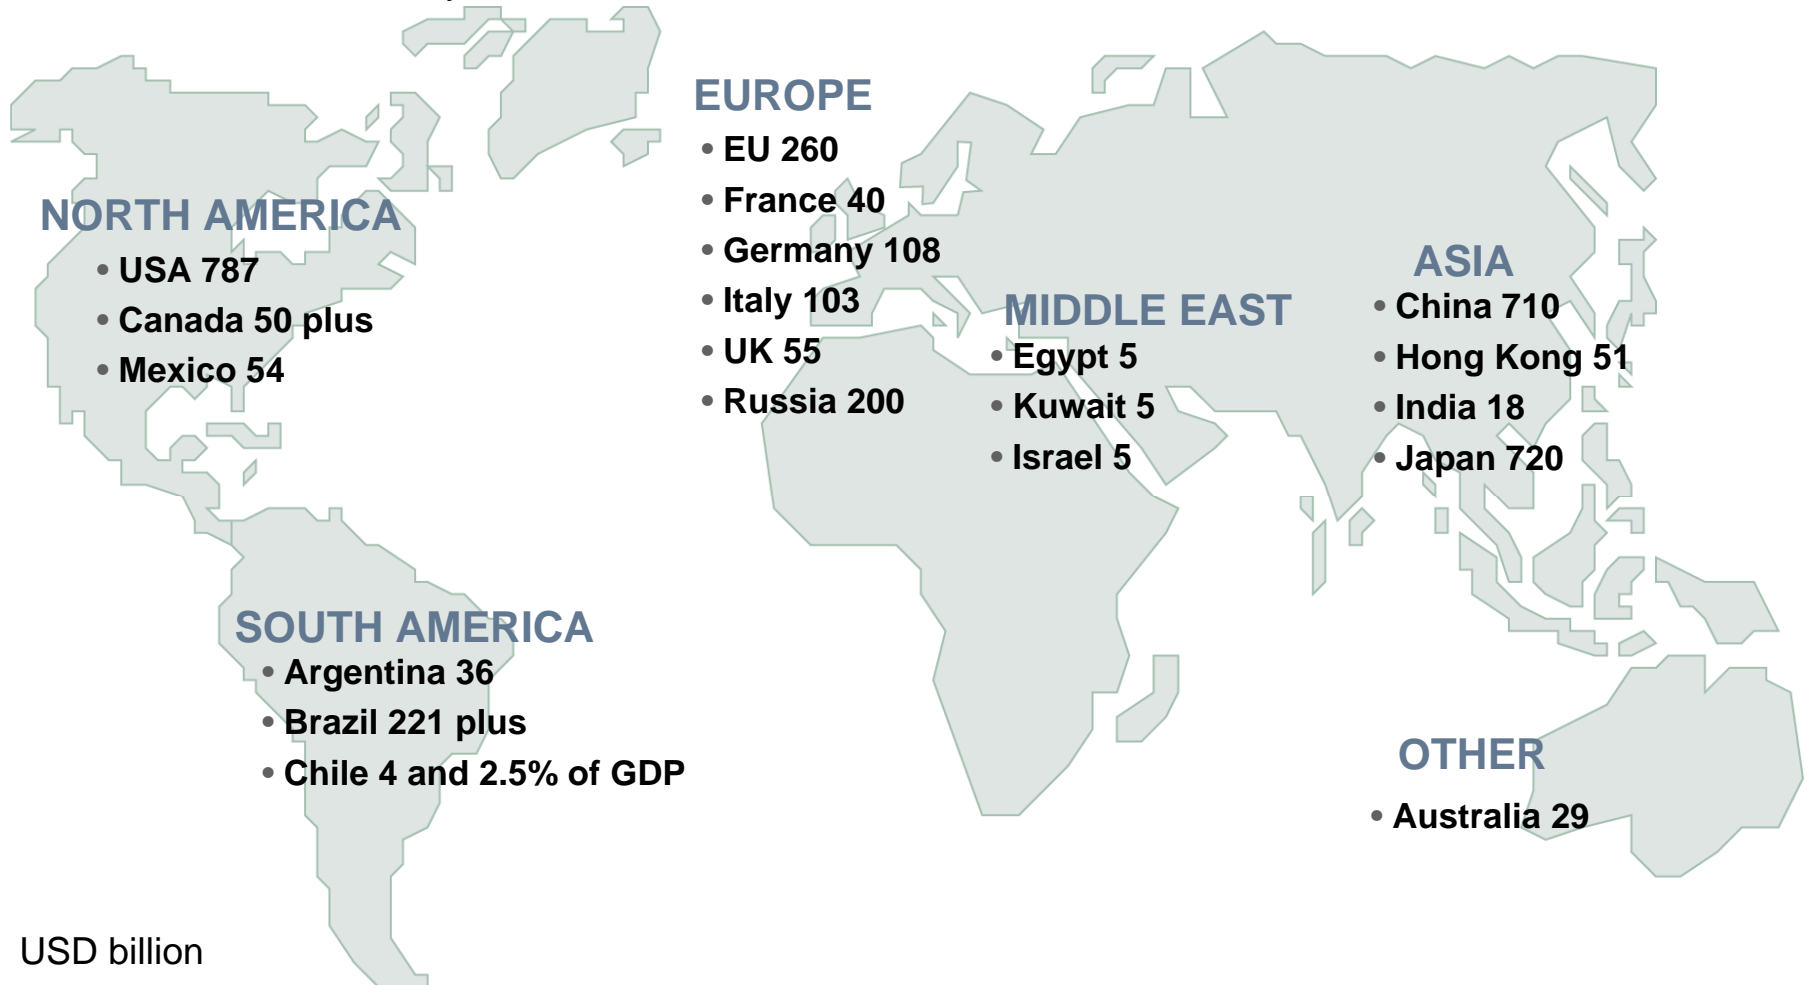 NORTH AMERICA
• USA 787
• Canada 50 plus
• Mexico 54
EUROPE
• EU 260
• France 40
• Germany 108
• Italy 103
• UK 55
• Russia 200
MIDDLE EAST
• Egypt 5
• Kuwait 5
• Israel 5
ASIA
• China 710
• Hong Kong 51
• India 18
• Japan 720
SOUTH AMERICA
• Argentina 36
• Brazil 221 plus
• Chile 4 and 2.5% of GDP
OTHER
• Australia 29
USD billion